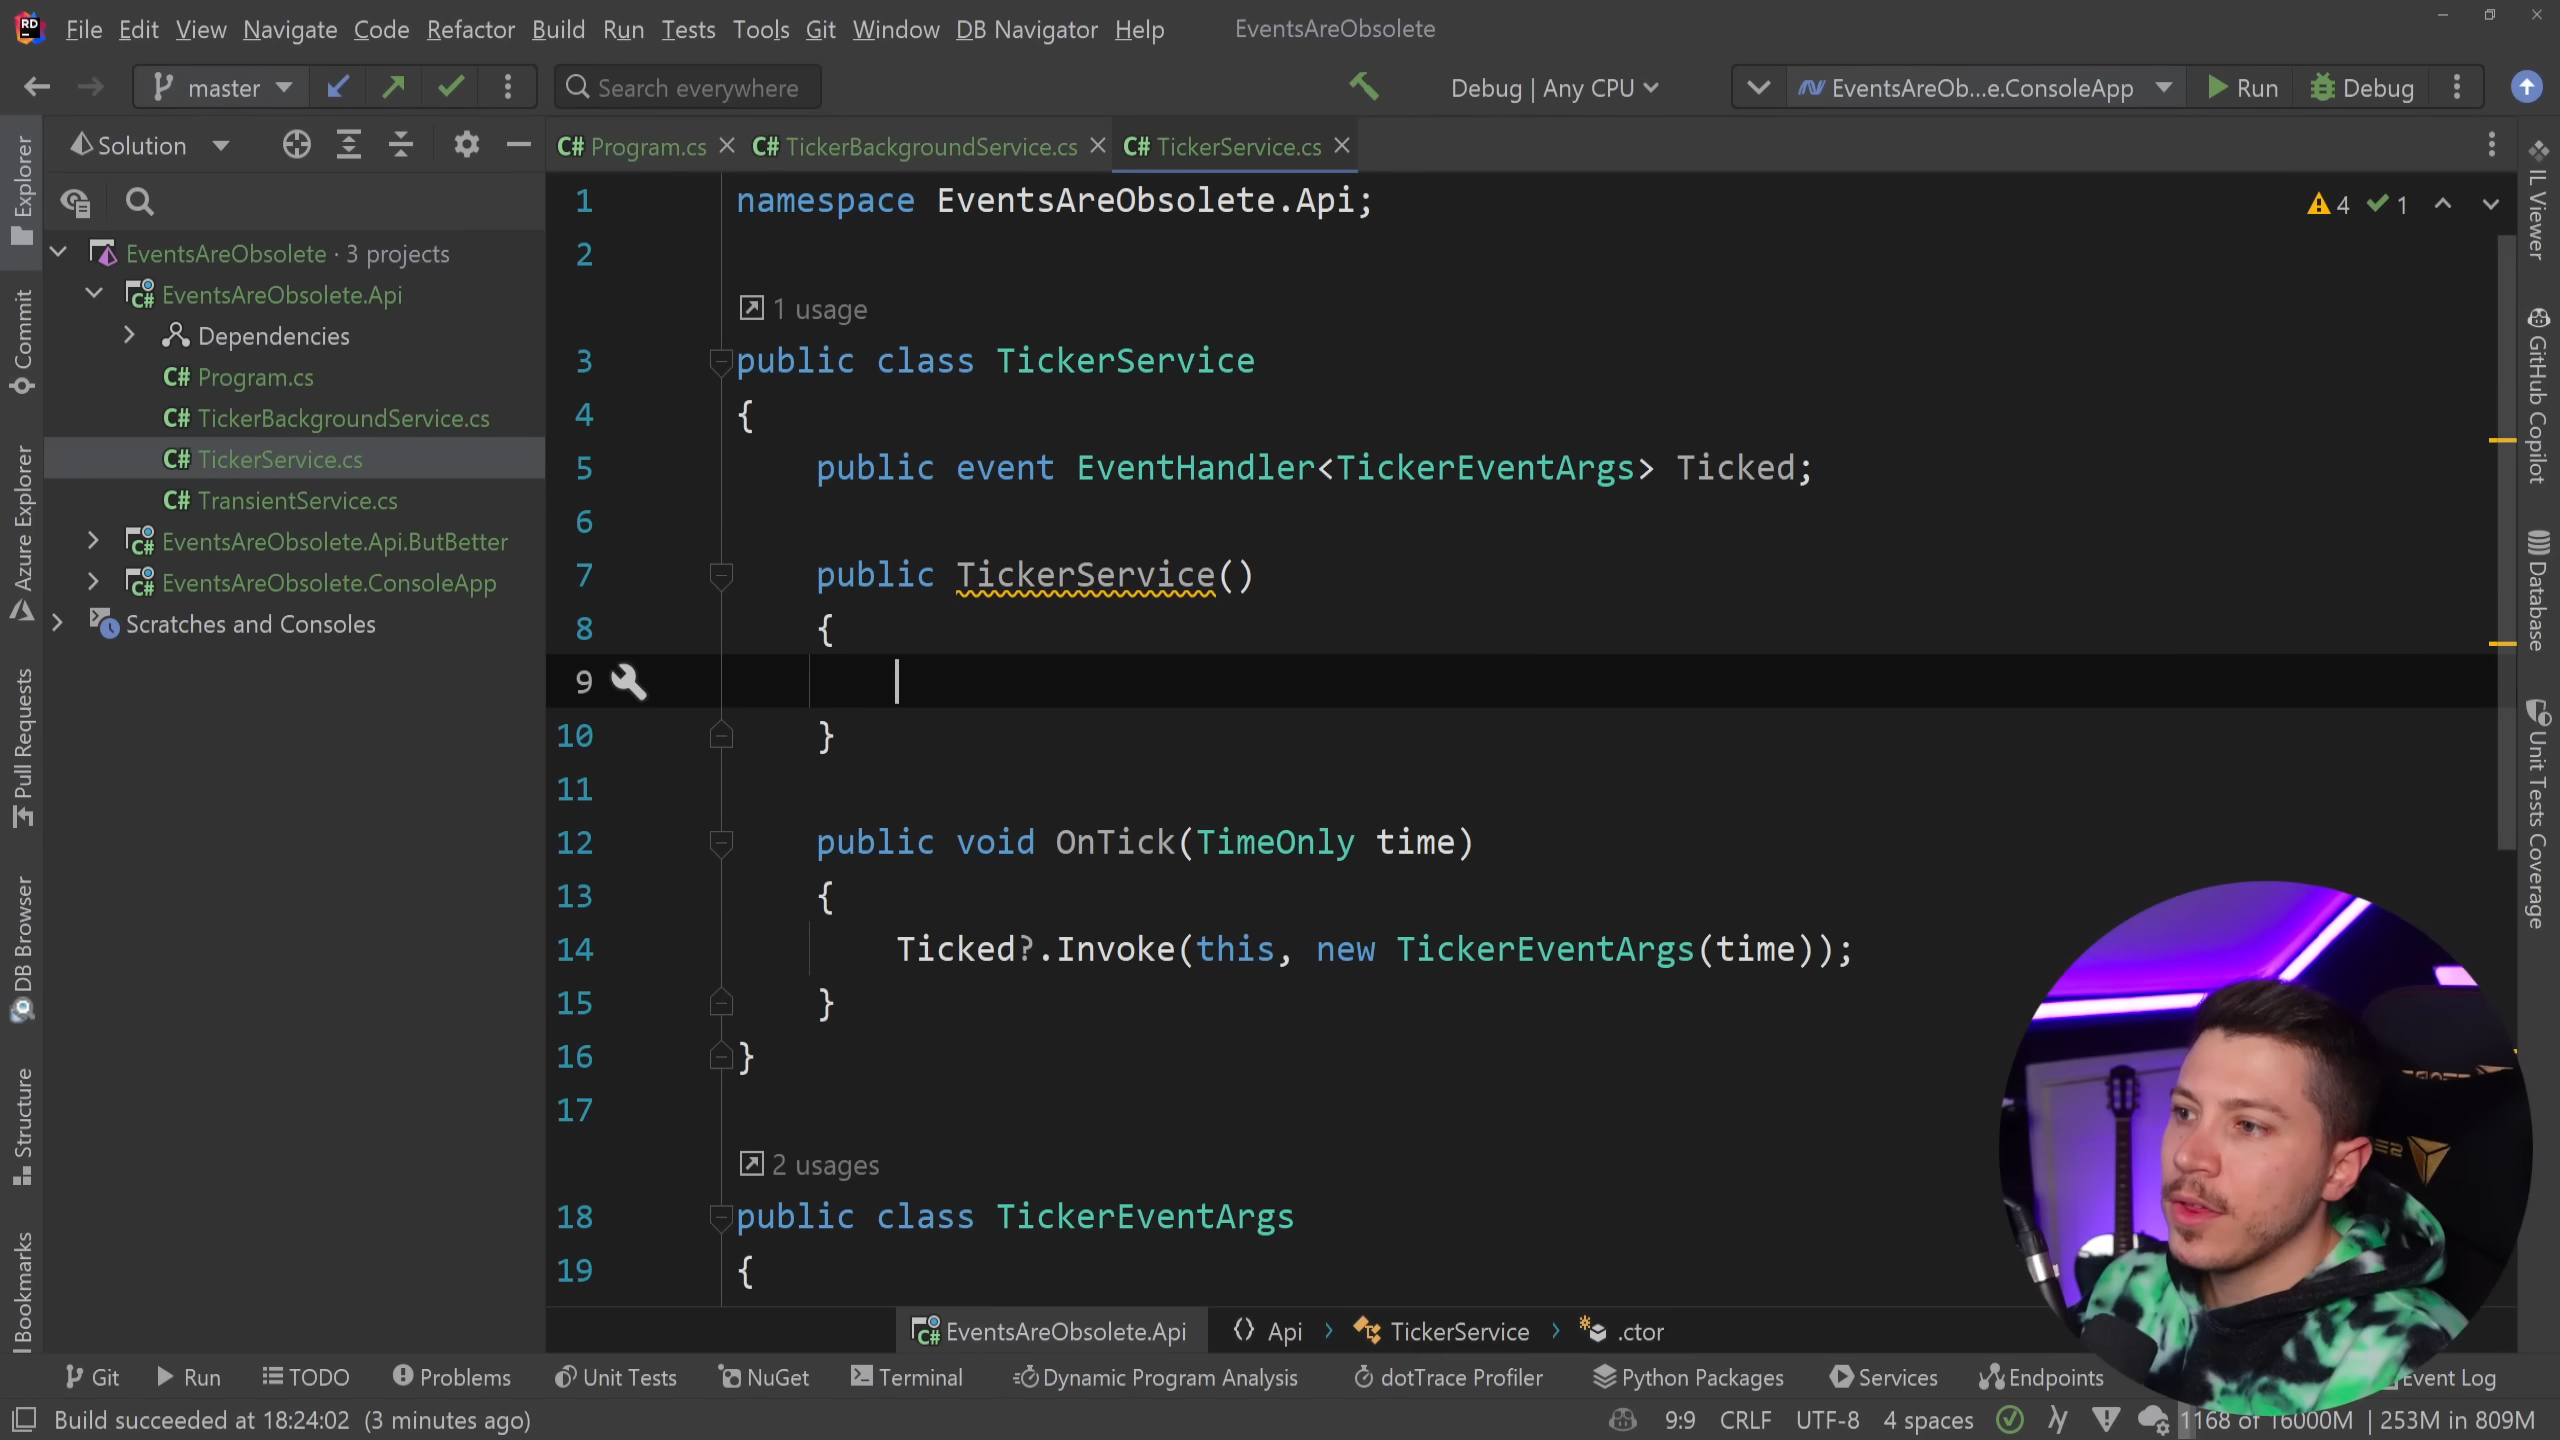 File Edit View Navigate Code Refactor Build Run Tests Tools Git Window DB Navigator Help EventsAreObsolete
master Search everywhere Debug | Any CPU EventsAreOb...e.ConsoleApp Run Debug
Solution
C# Program.cs C# TickerBackgroundService.cs C# TickerService.cs
Explorer
Commit
Azure Explorer
Pull Requests
DB Browser
Structure
Bookmarks
EventsAreObsolete · 3 projects
EventsAreObsolete.Api
Dependencies
C# Program.cs
C# TickerBackgroundService.cs
C# TickerService.cs
C# TransientService.cs
EventsAreObsolete.Api.ButBetter
EventsAreObsolete.ConsoleApp
Scratches and Consoles
4 1
1 namespace EventsAreObsolete.Api;
2
1 usage
3 public class TickerService
4 {
5 public event EventHandler<TickerEventArgs> Ticked;
6
7 public TickerService()
8 {
9
10 }
11
12 public void OnTick(TimeOnly time)
13 {
14 Ticked?.Invoke(this, new TickerEventArgs(time));
15 }
16 }
17
2 usages
18 public class TickerEventArgs
19 {
IL Viewer
GitHub Copilot
Database
Unit Tests Coverage
EventsAreObsolete.Api Api TickerService .ctor
Git Run TODO Problems Unit Tests NuGet Terminal Dynamic Program Analysis dotTrace Profiler Python Packages Services Endpoints Event Log
Build succeeded at 18:24:02 (3 minutes ago) 9:9 CRLF UTF-8 4 spaces 1168 of 16000M | 253M in 809M